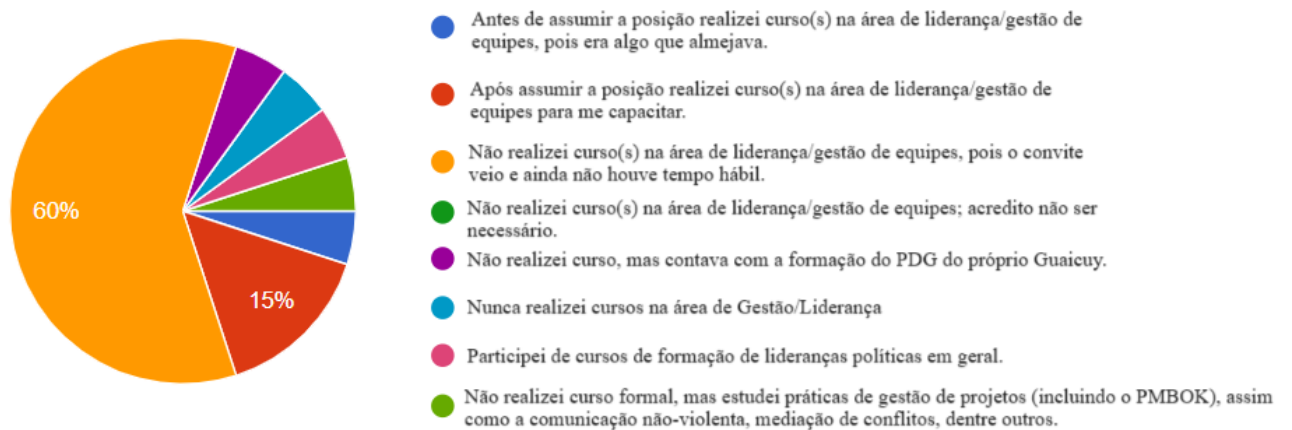 Antes de assumir a posição realizei curso(s) na área de liderança/gestão de
equipes, pois era algo que almejava.
Após assumir a posição realizei curso(s) na área de liderança/gestão de
equipes para me capacitar.
Não realizei curso(s) na área de liderança/gestão de equipes, pois o convite
veio e ainda não houve tempo hábil.
60%
Não realizei curso(s) na área de liderança/gestão de equipes; acredito não ser
necessário.
Não realizei curso, mas contava com a formação do PDG do próprio Guaicuy.
15%
Nunca realizei cursos na área de Gestão/Liderança
Participei de cursos de formação de lideranças políticas em geral.
Não realizei curso formal, mas estudei práticas de gestão de projetos (incluindo o PMBOK), assim
como a comunicação não-violenta, mediação de conflitos, dentre outros.